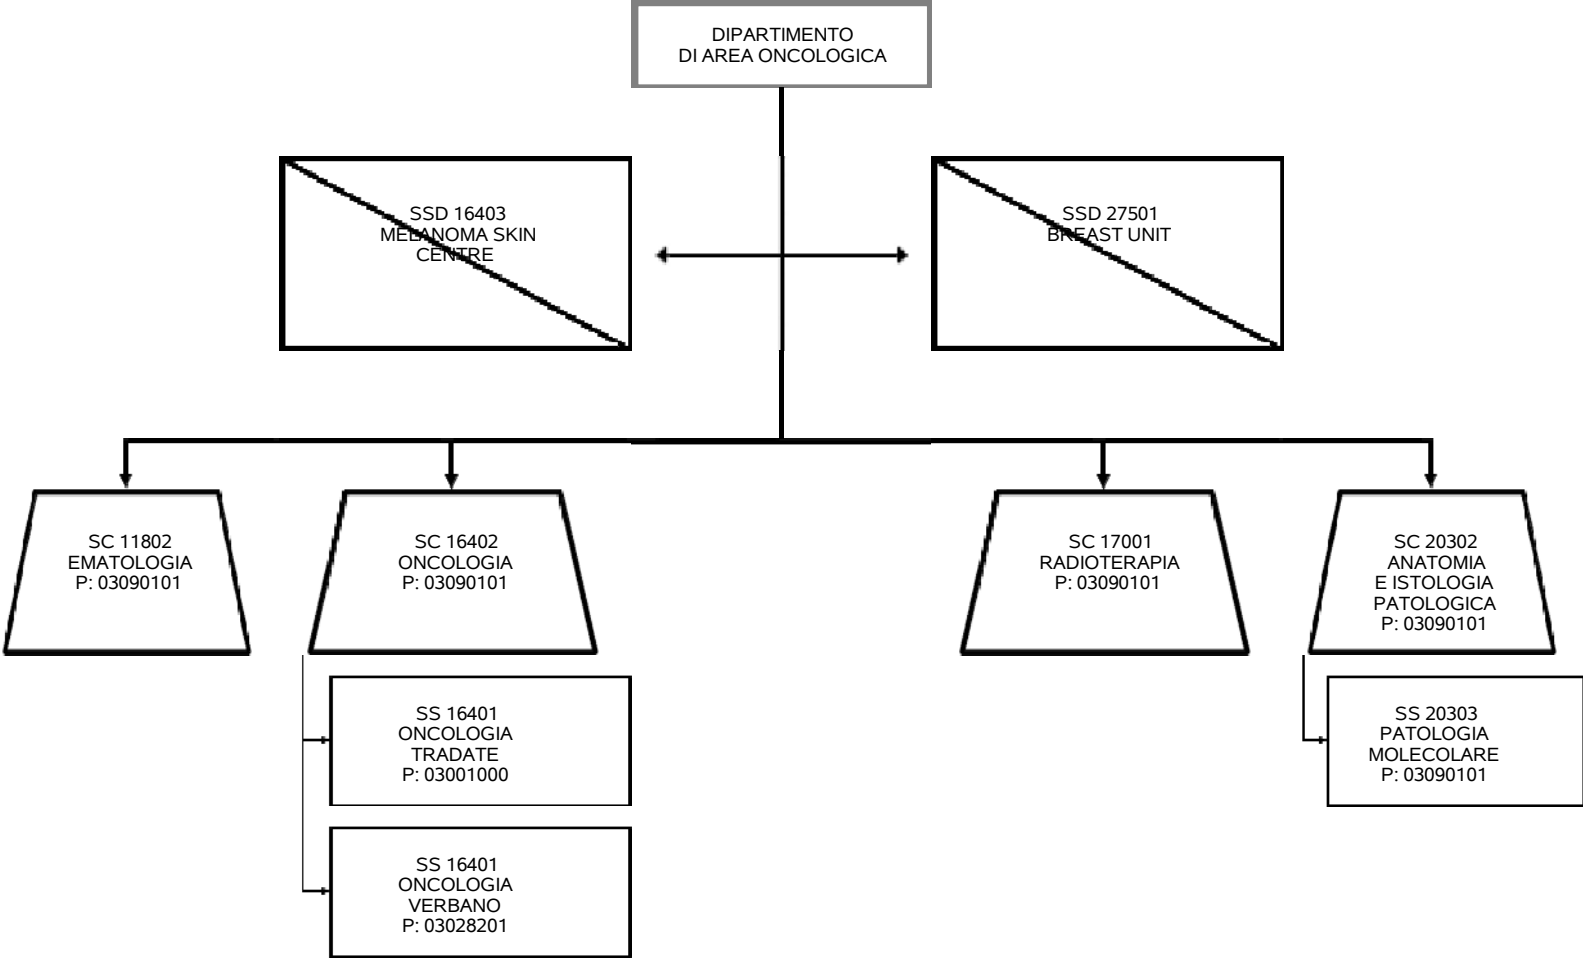 DIPARTIMENTO
DI AREA ONCOLOGICA
SSD 16403
MELANOMA SKIN
CENTRE
SSD 27501
BREAST UNIT
SC 11802
EMATOLOGIA
P: 03090101
SC 16402
ONCOLOGIA
P: 03090101
SC 17001
RADIOTERAPIA
P: 03090101
SC 20302
ANATOMIA
E ISTOLOGIA
PATOLOGICA
P: 03090101
SS 16401
ONCOLOGIA
TRADATE
P: 03001000
SS 20303
PATOLOGIA
MOLECOLARE
P: 03090101
SS 16401
ONCOLOGIA
VERBANO
P: 03028201